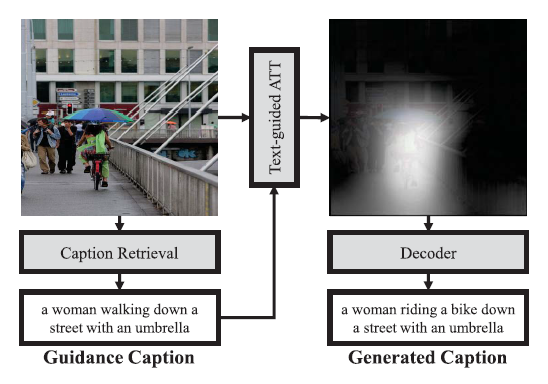 Text-guided ATT
Caption Retrieval
Decoder
a woman walking down a
street with an umbrella
a woman riding a bike down
a street with an umbrella
Guidance Caption
Generated Caption